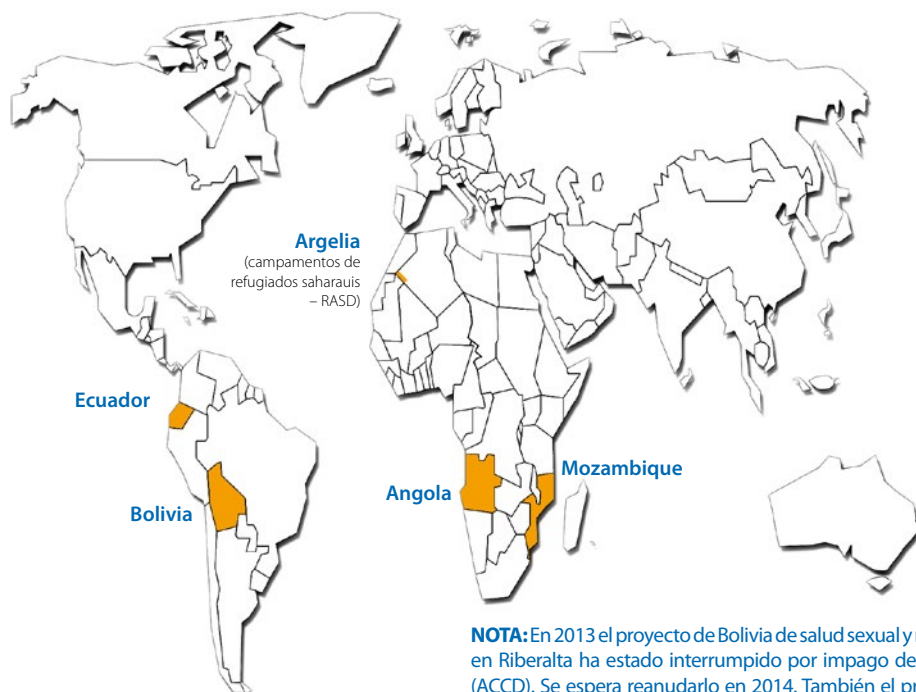 Argelia
(campamentos de
refugiados saharauis
– RASD)
Ecuador
Bolivia
Angola
Mozambique
NOTA: En 2013 el proyecto de Bolivia de salud sexual y
en Riberalta ha estado interrumpido por impago de
(ACCD). Se espera reanudarlo en 2014. También el